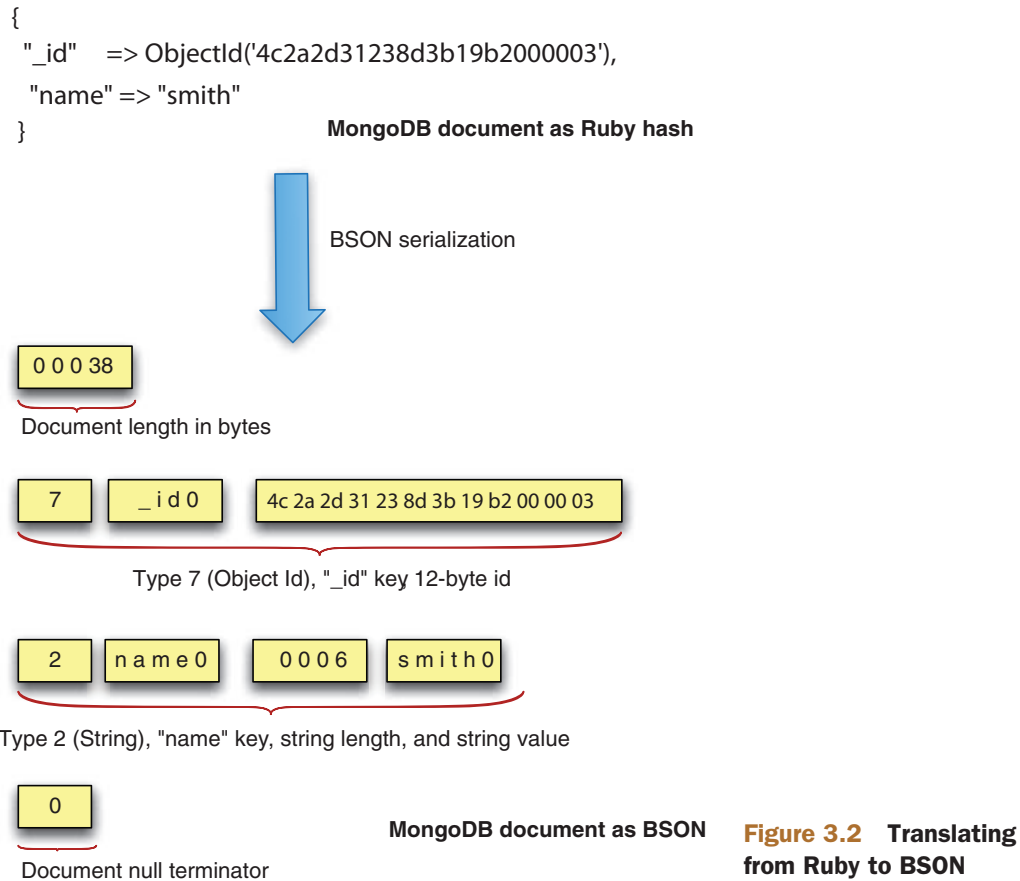 {
"_id" => ObjectId('4c2a2d31238d3b19b2000003'),
"name" => "smith"
}
MongoDB document as Ruby hash
BSON serialization
0 0 0 38
Document length in bytes
7 _ i d 0 4c 2a 2d 31 23 8d 3b 19 b2 00 00 03
Type 7 (Object Id), "_id" key, 12-byte id
2 n a m e 0 0 0 0 6 s m i t h 0
Type 2 (String), "name" key, string length, and string value
0
Document null terminator
MongoDB document as BSON
Figure 3.2 Translating
from Ruby to BSON